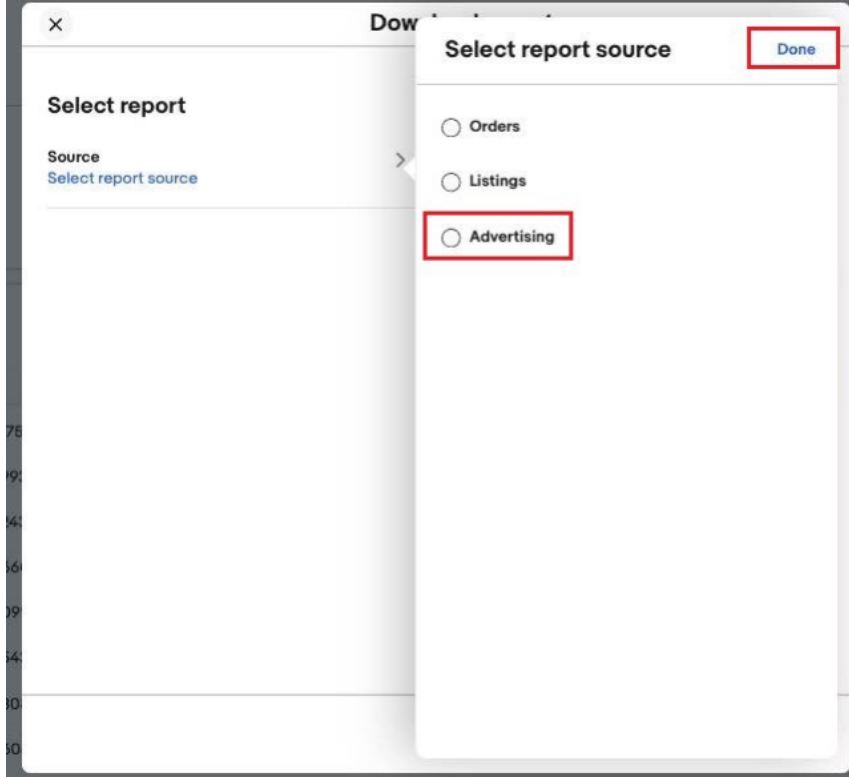 Select report source
Done
Select report
Source
Select report source
Orders
Listings
Advertising